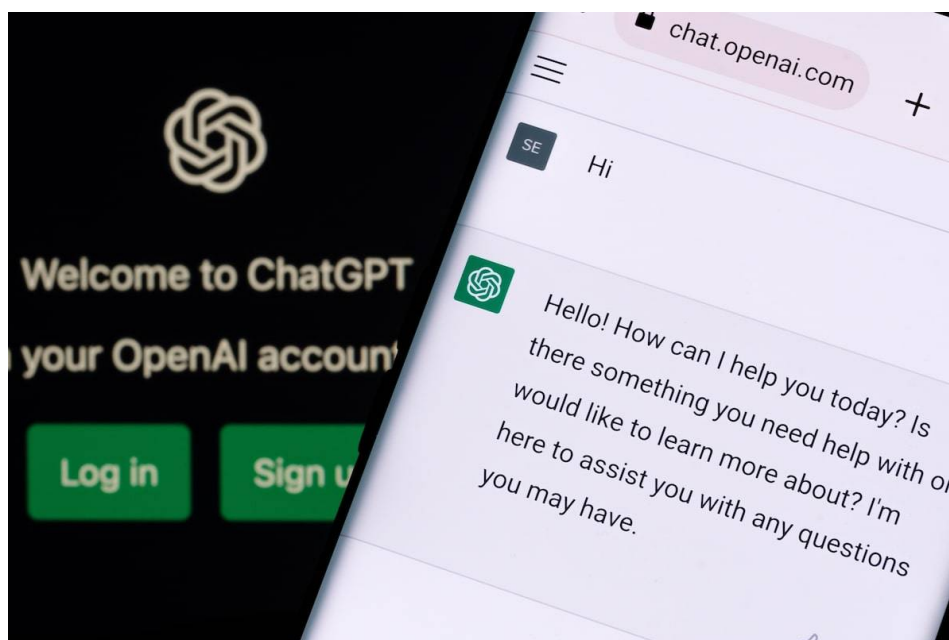 Welcome to ChatGPT
your OpenAI account
Log in
Sign u
chat.openai.com
SE
Hi
Hello! How can I help you today? Is
there something you need help with or
would like to learn more about? I'm
here to assist you with any questions
you may have.